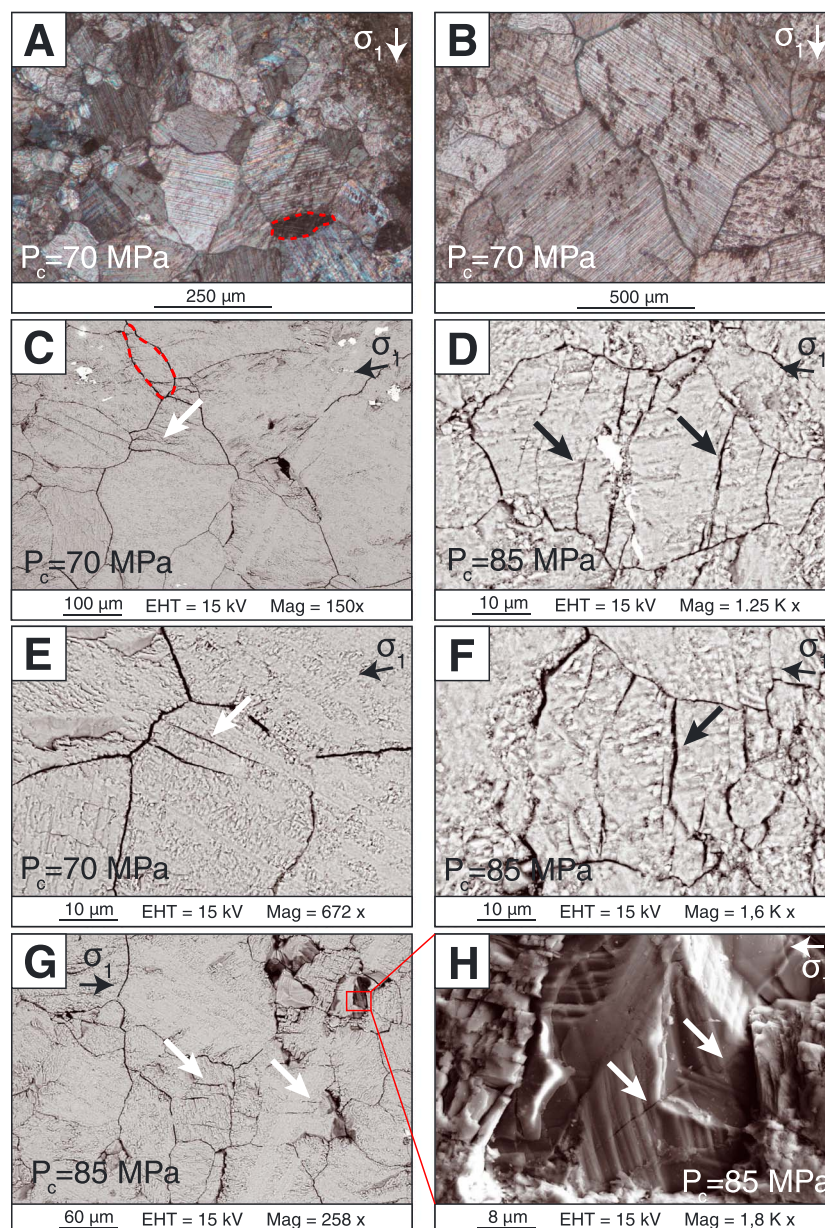 A
σ1
Pc=70 MPa
250 μm
B
σ1
Pc=70 MPa
500 μm
C
σ1
Pc=70 MPa
100 μm EHT = 15 kV Mag = 150x
D
σ1
Pc=85 MPa
10 μm EHT = 15 kV Mag = 1.25 K x
E
σ1
Pc=70 MPa
10 μm EHT = 15 kV Mag = 672 x
F
σ1
Pc=85 MPa
10 μm EHT = 15 kV Mag = 1,6 K x
G
σ1
Pc=85 MPa
60 μm EHT = 15 kV Mag = 258 x
H
σ
Pc=85 MPa
8 μm EHT = 15 kV Mag = 1,8 K x